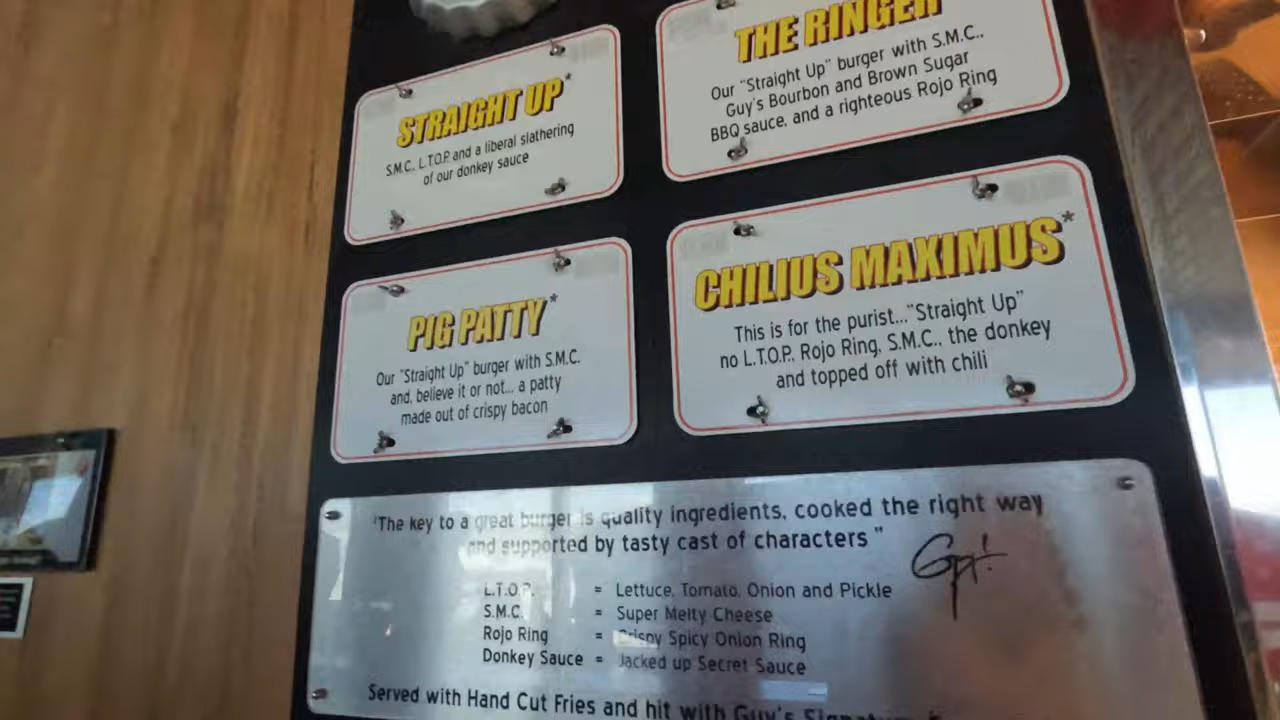 STRAIGHT UP*
S.M.C., L.T.O.P. and a liberal slathering
of our donkey sauce
THE RINGER
Our "Straight Up" burger with S.M.C.,
Guy's Bourbon and Brown Sugar
BBQ sauce, and a righteous Rojo Ring
PIG PATTY*
Our "Straight Up" burger with S.M.C.
and, believe it or not... a patty
made out of crispy bacon
CHILIUS MAXIMUS*
This is for the purist..."Straight Up"
no L.T.O.P., Rojo Ring, S.M.C., the donkey
and topped off with chili
"The key to a great burger is quality ingredients, cooked the right way
and supported by tasty cast of characters"
L.T.O.P. = Lettuce, Tomato, Onion and Pickle
S.M.C. = Super Melty Cheese
Rojo Ring = Crispy Spicy Onion Ring
Donkey Sauce = Jacked up Secret Sauce
Served with Hand Cut Fries and hit with Guy's